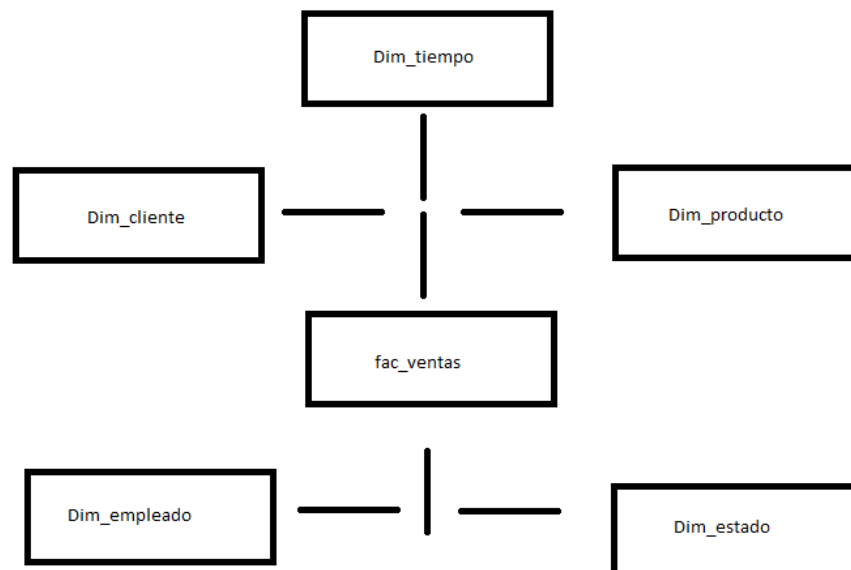 Dim_tiempo
Dim_cliente
Dim_producto
fac_ventas
Dim_empleado
Dim_estado